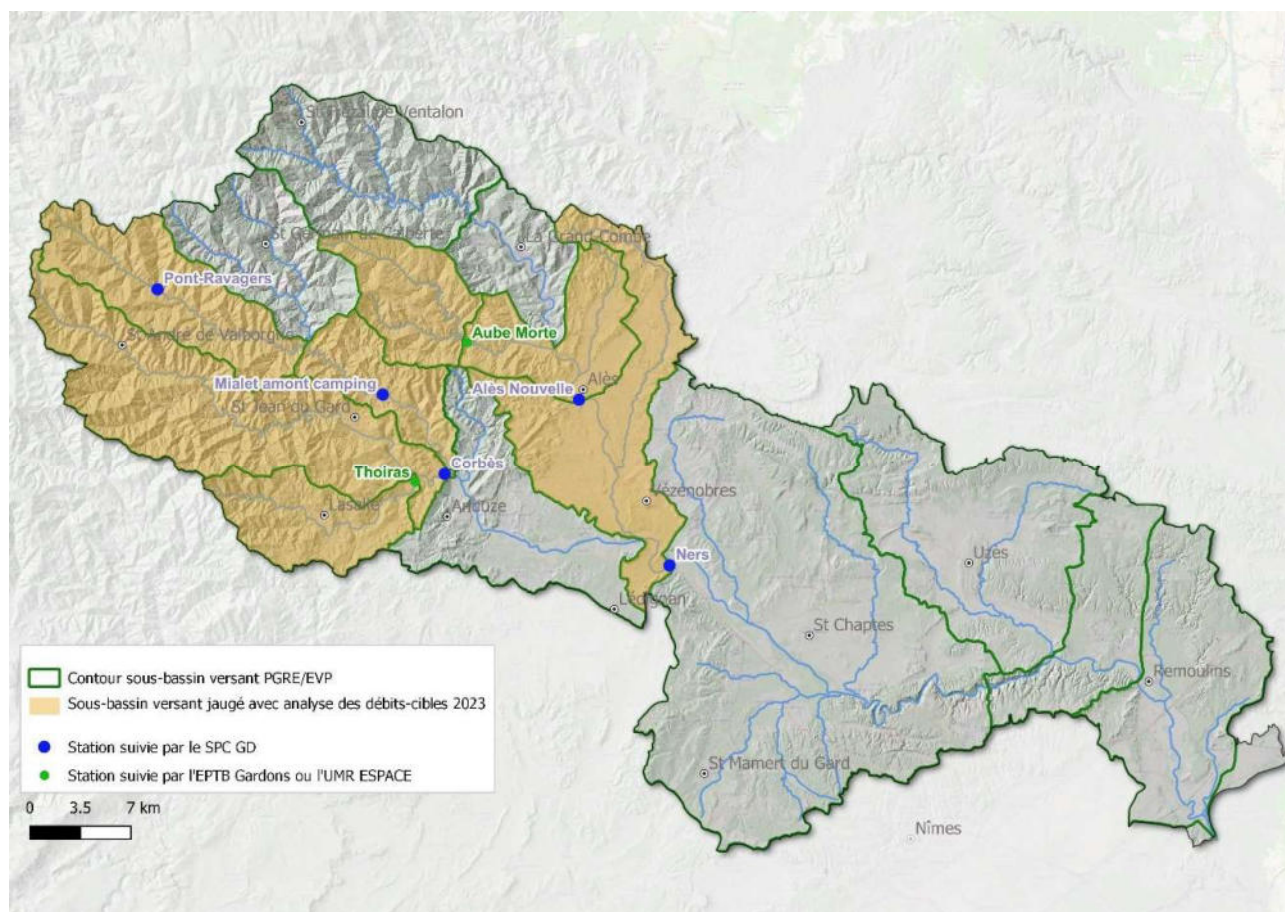 St Frézal de Ventalon
St Germain de Calberte
La Grand-Combe
Pont-Ravagers
Aube Morte
St André de Valborgne
Mialet amont camping
Alès Nouvelle
Alès
St Jean du Gard
Thoiras
Corbès
Lasalle
Anduze
Vézenobres
Ners
Uzès
Lédignan
St Chaptes
Remoulins
St Mamert du Gard
Nîmes
Contour sous-bassin versant PGRE/EVP
Sous-bassin versant jaugé avec analyse des débits-cibles 2023
Station suivie par le SPC GD
Station suivie par l'EPTB Gardons ou l'UMR ESPACE
0 3.5 7 km